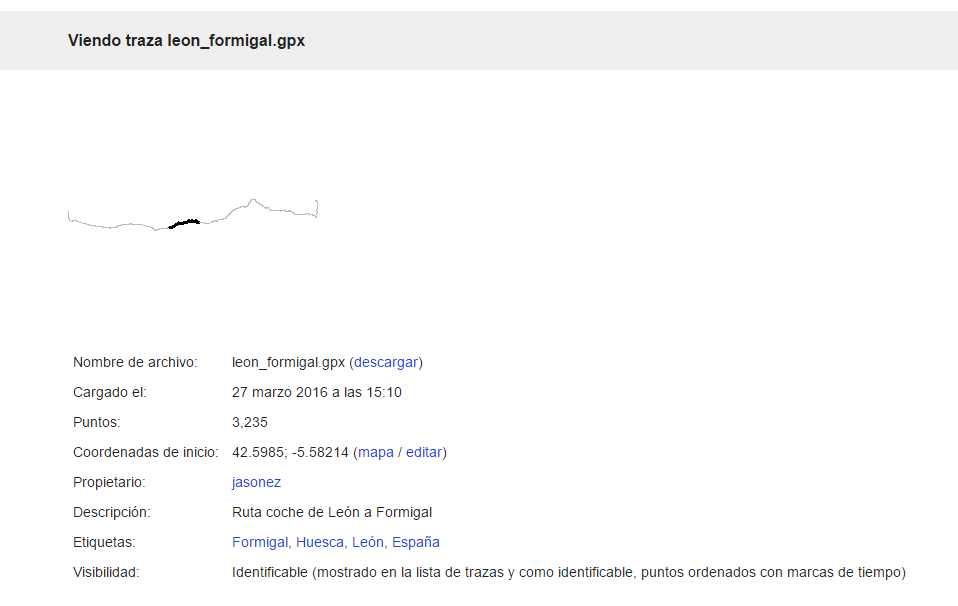 Viendo traza leon_formigal.gpx
Nombre de archivo: leon_formigal.gpx (descargar)
Cargado el: 27 marzo 2016 a las 15:10
Puntos: 3,235
Coordenadas de inicio: 42.5985; -5.58214 (mapa / editar)
Propietario: jasonez
Descripción: Ruta coche de León a Formigal
Etiquetas: Formigal, Huesca, León, España
Visibilidad: Identificable (mostrado en la lista de trazas y como identificable, puntos ordenados con marcas de tiempo)